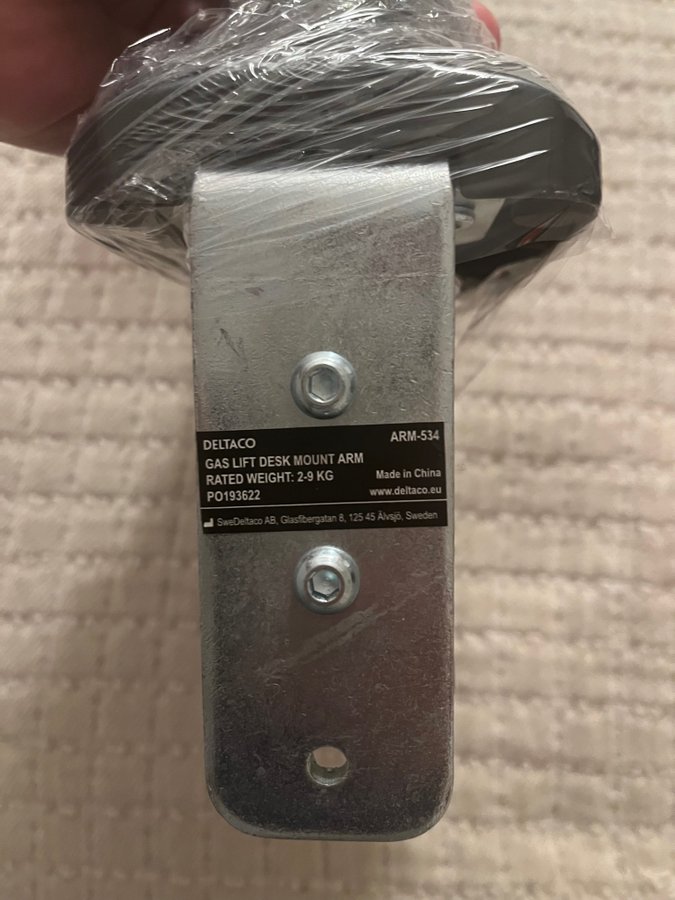 DELTACO ARM-534
GAS LIFT DESK MOUNT ARM
RATED WEIGHT: 2-9 KG Made in China
PO193622 www.deltaco.eu
SweDeltaco AB, Glasfibergatan 8, 125 45 Älvsjö, Sweden